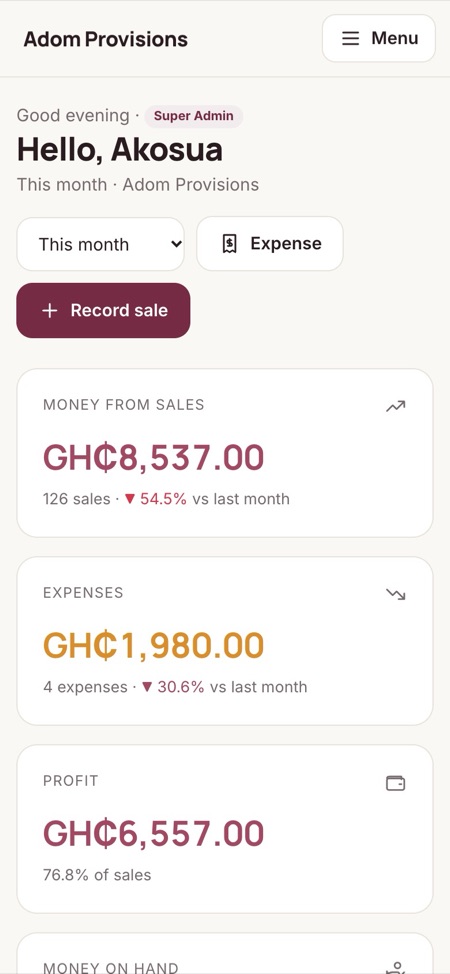 Adom Provisions
Menu
Good evening · Super Admin
Hello, Akosua
This month · Adom Provisions
This month
Expense
+ Record sale
MONEY FROM SALES
GH₵8,537.00
126 sales · ▼ 54.5% vs last month
EXPENSES
GH₵1,980.00
4 expenses · ▼ 30.6% vs last month
PROFIT
GH₵6,557.00
76.8% of sales
MONEY ON HAND